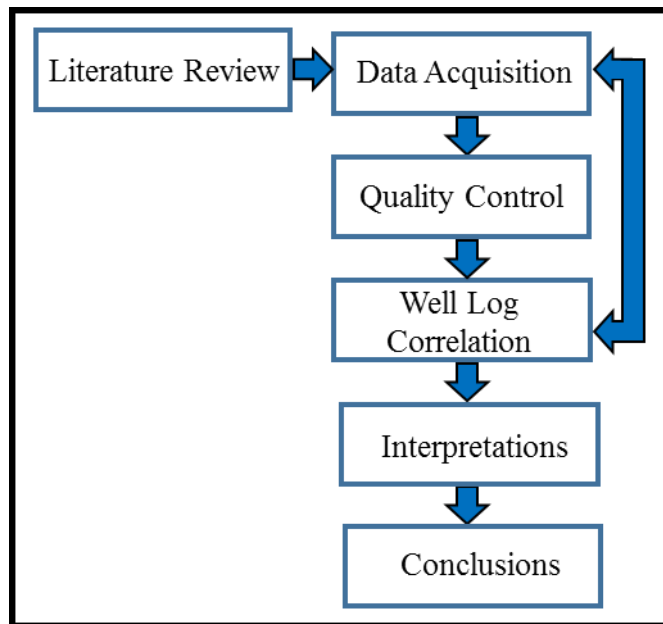 Literature Review
Data Acquisition
Quality Control
Well Log
Correlation
Interpretations
Conclusions